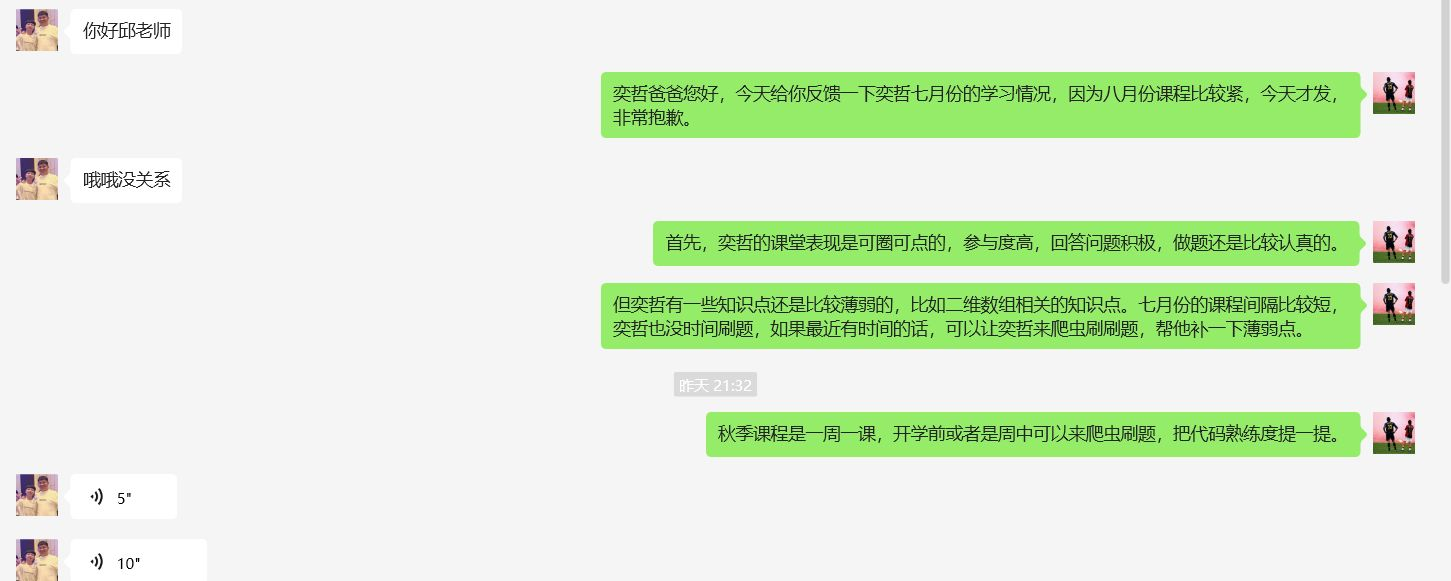 你好邱老师
奕哲爸爸您好，今天给你反馈一下奕哲七月份的学习情况，因为八月份课程比较紧，今天才发，
非常抱歉。
哦哦没关系
首先，奕哲的课堂表现是可圈可点的，参与度高，回答问题积极，做题还是比较认真的。
但奕哲有一些知识点还是比较薄弱的，比如二维数组相关的知识点。七月份的课程间隔比较短，
奕哲也没时间刷题，如果最近有时间的话，可以让奕哲来爬虫刷刷题，帮他补一下薄弱点。
昨天 21:32
秋季课程是一周一课，开学前或者是周中可以来爬虫刷题，把代码熟练度提一提。
5"
10"